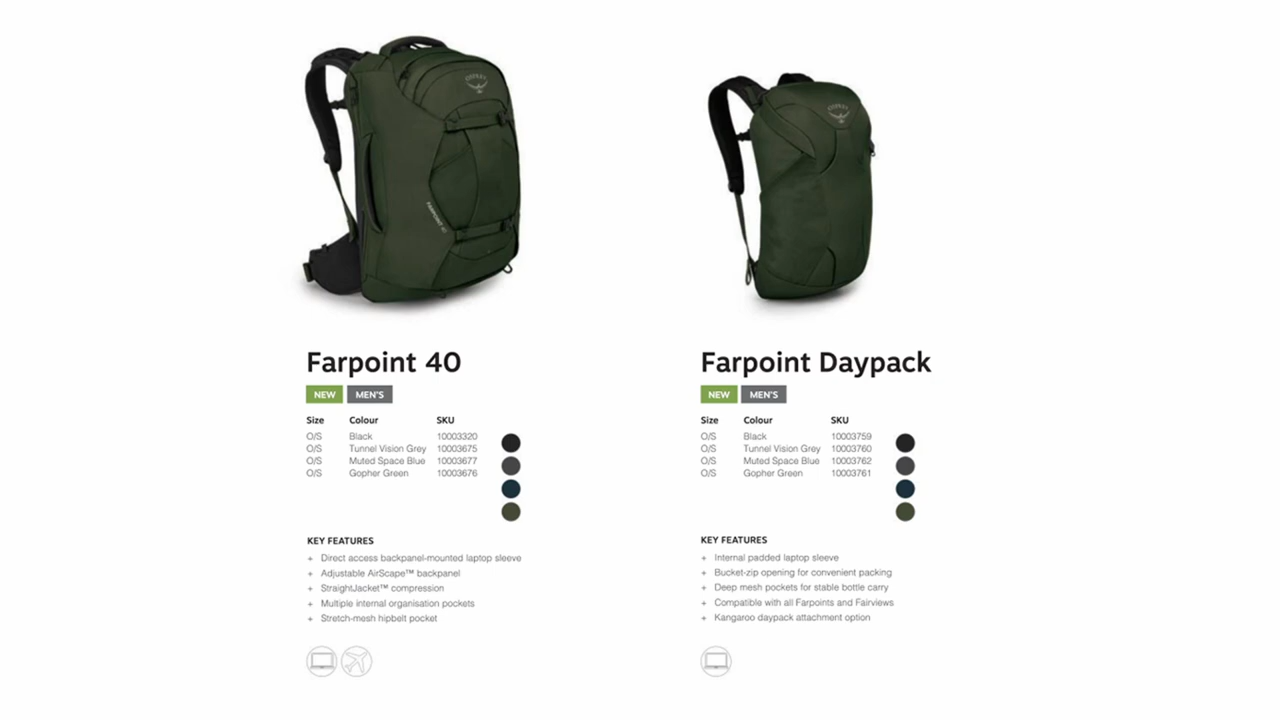 OSPREY
FARPOINT 40
Farpoint 40
NEW MEN'S
Size Colour SKU
O/S Black 10003320
O/S Tunnel Vision Grey 10003675
O/S Muted Space Blue 10003677
O/S Gopher Green 10003676
KEY FEATURES
+ Direct access backpanel-mounted laptop sleeve
+ Adjustable AirScape™ backpanel
+ StraightJacket™ compression
+ Multiple internal organisation pockets
+ Stretch-mesh hipbelt pocket
OSPREY
Farpoint Daypack
NEW MEN'S
Size Colour SKU
O/S Black 10003759
O/S Tunnel Vision Grey 10003760
O/S Muted Space Blue 10003762
O/S Gopher Green 10003761
KEY FEATURES
+ Internal padded laptop sleeve
+ Bucket-zip opening for convenient packing
+ Deep mesh pockets for stable bottle carry
+ Compatible with all Farpoints and Fairviews
+ Kangaroo daypack attachment option